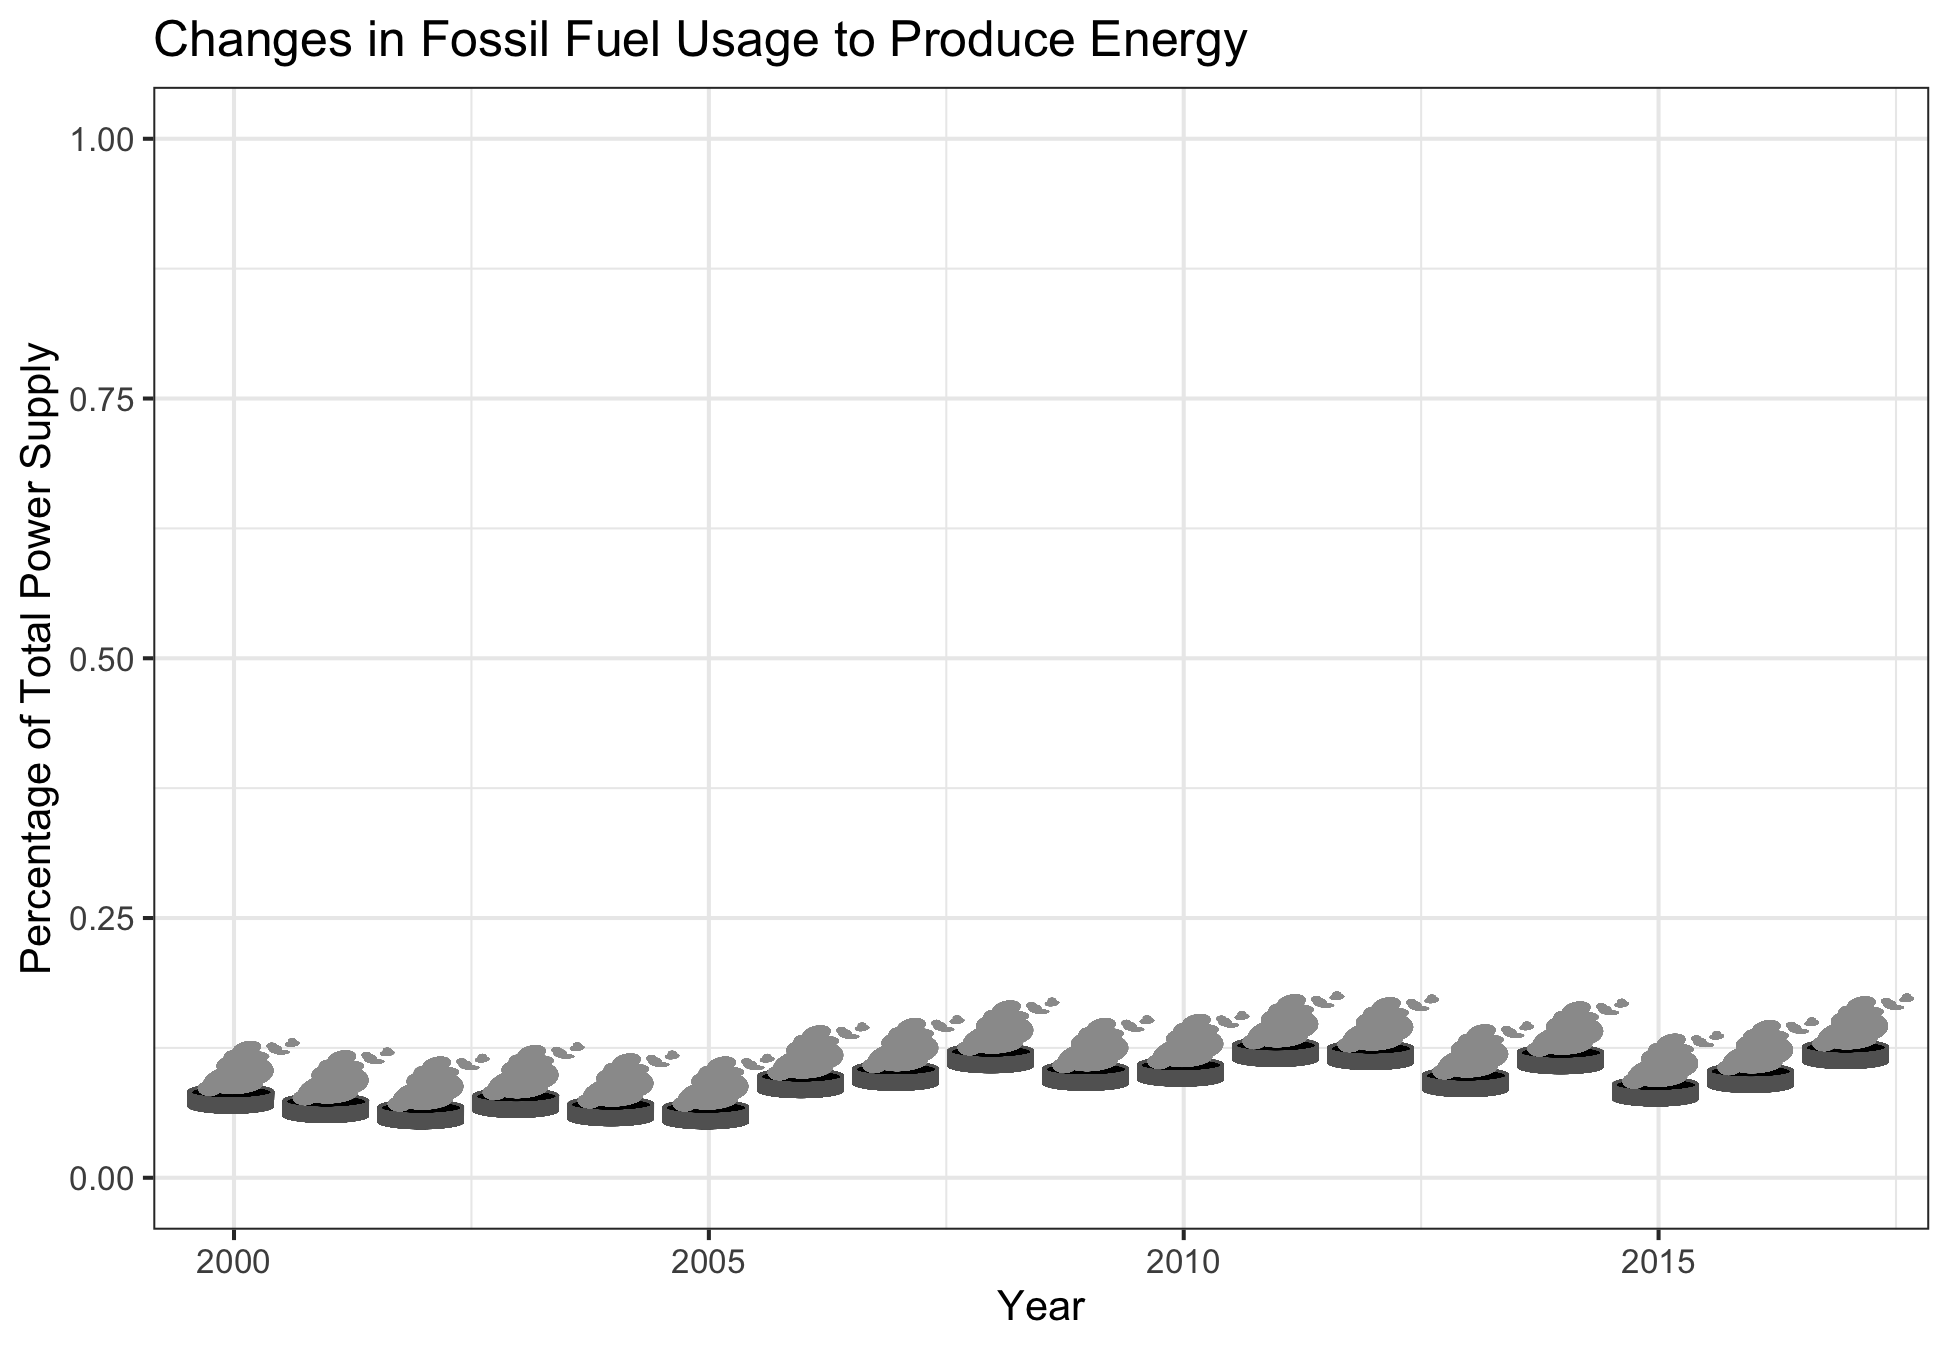 Changes in Fossil Fuel Usage to Produce Energy
1.00
0.75
0.50
0.25
0.00
Percentage of Total Power Supply
2000 2005 2010 2015
Year